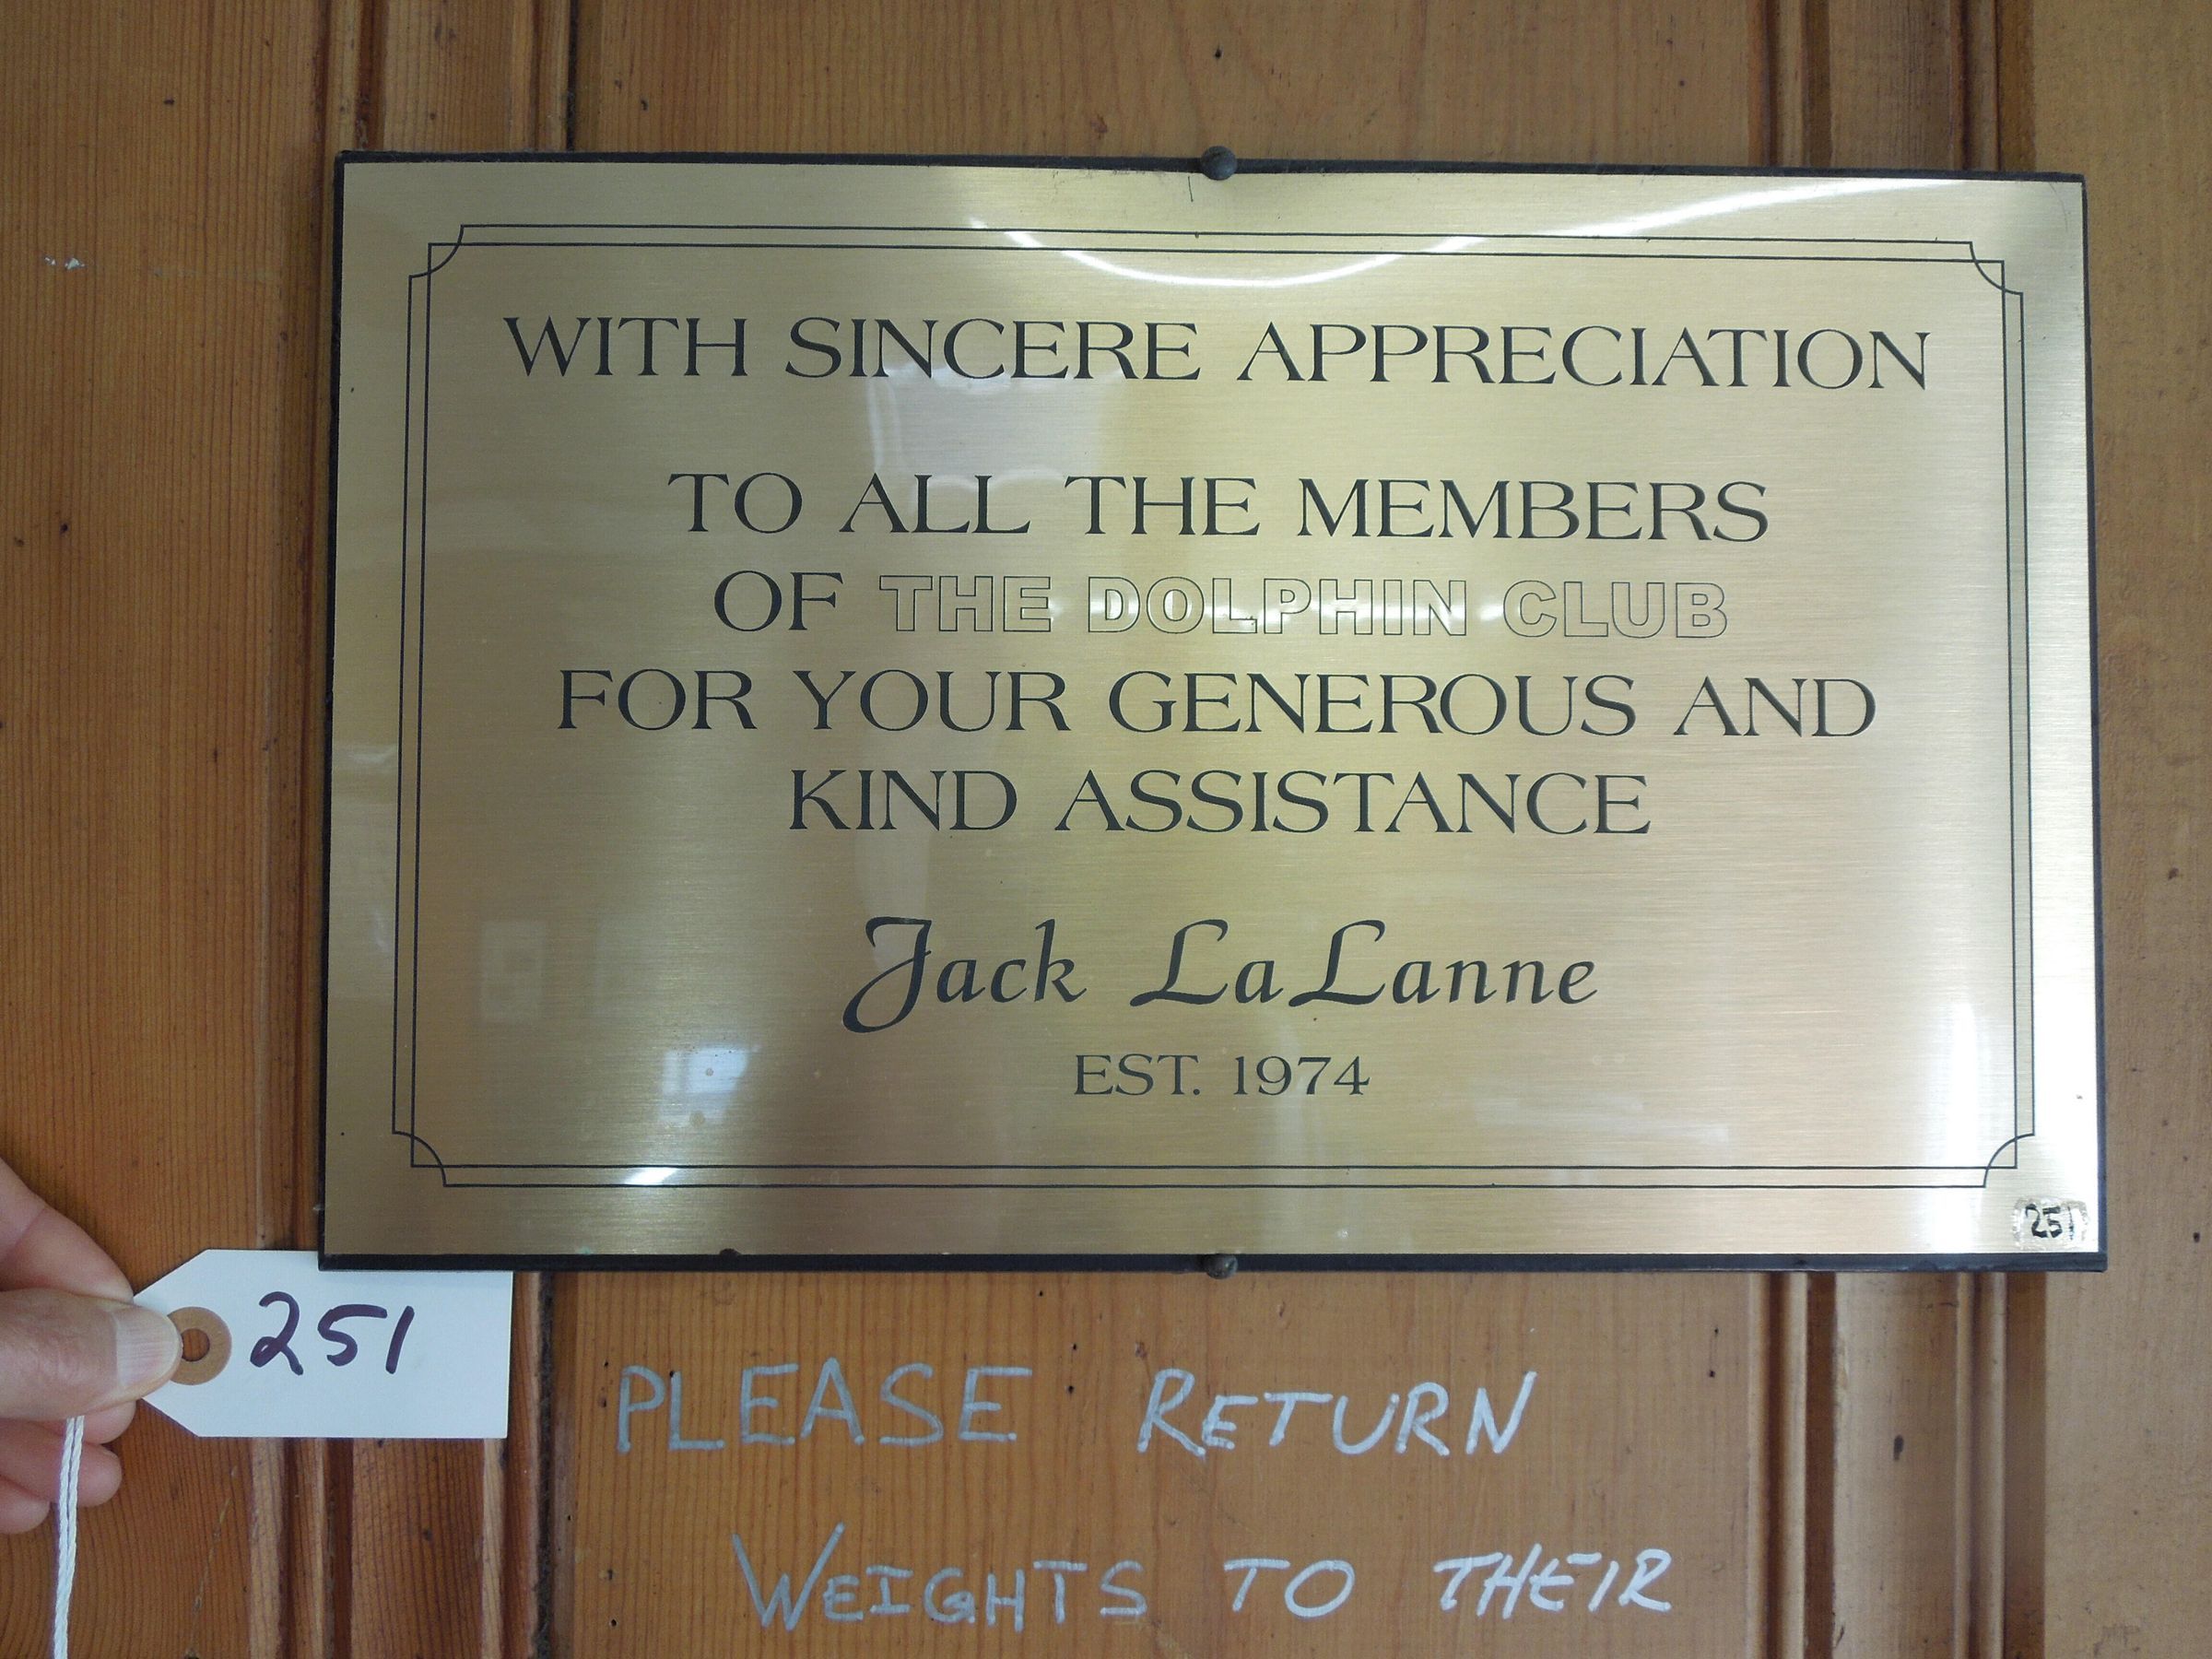 WITH SINCERE APPRECIATION
TO ALL THE MEMBERS
OF THE DOLPHIN CLUB
FOR YOUR GENEROUS AND
KIND ASSISTANCE
Jack LaLanne
EST. 1974
251
251
PLEASE RETURN
WEIGHTS TO THEIR